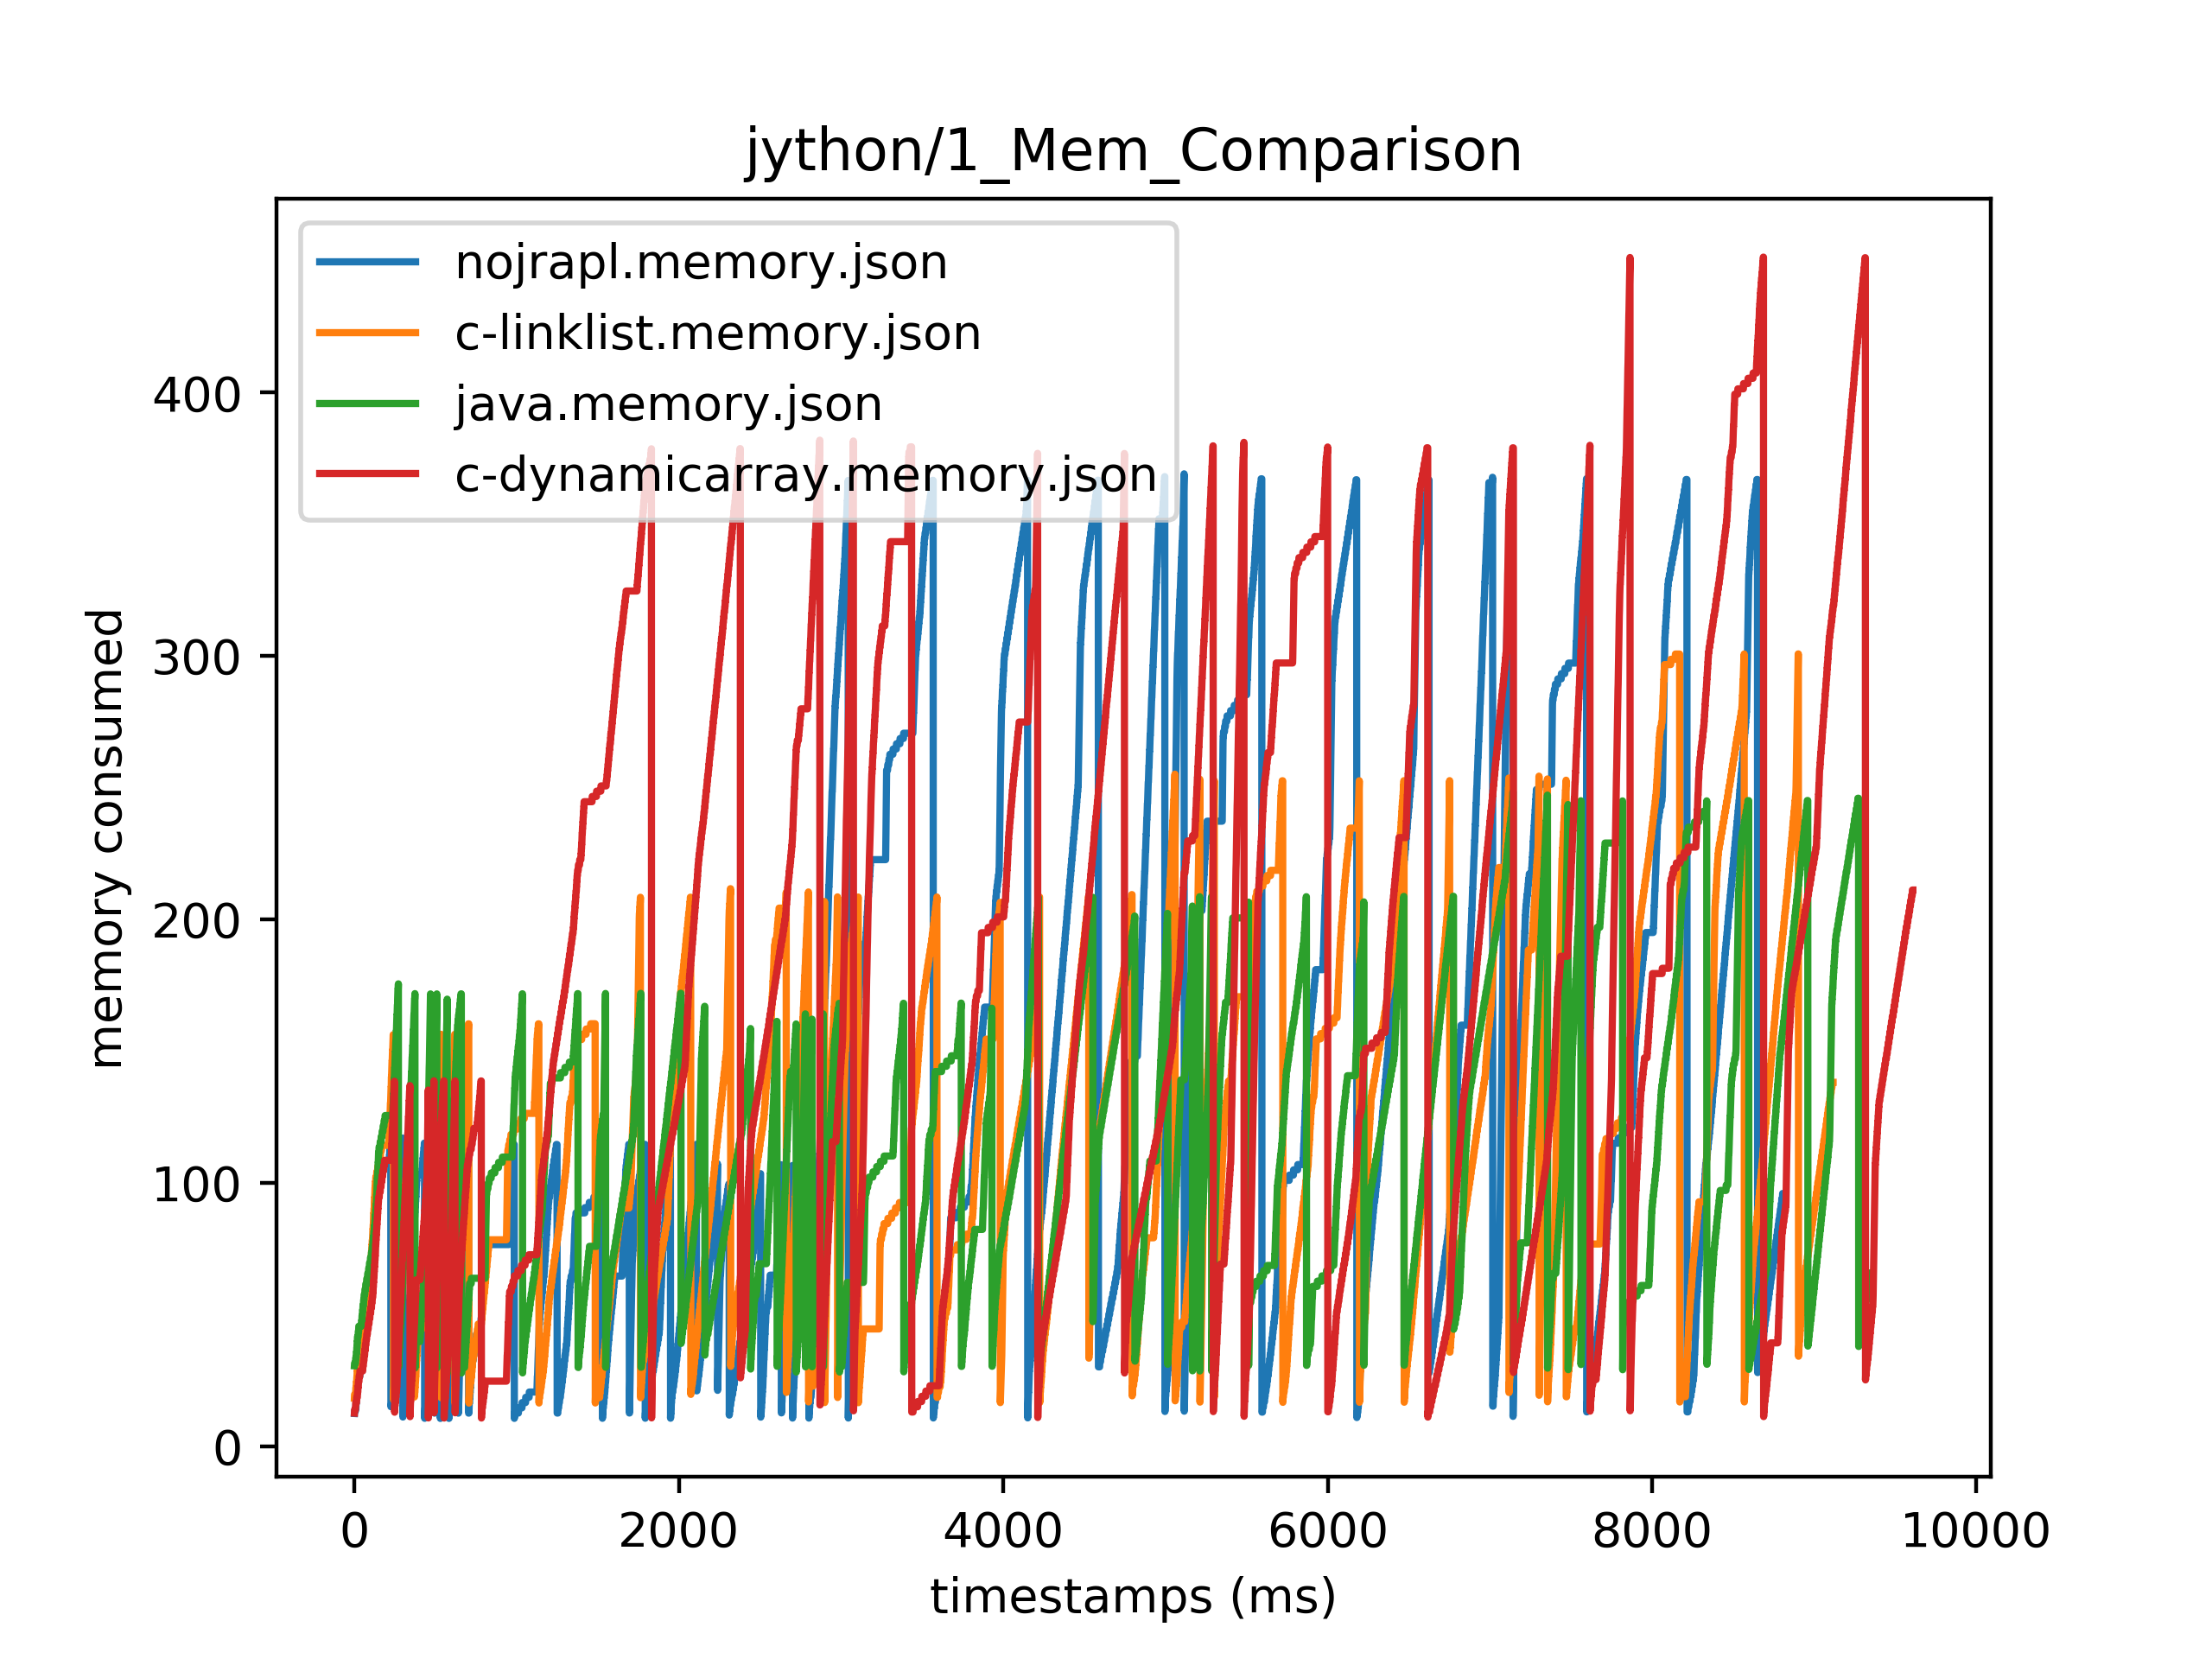 jython/1_Mem_Comparison
nojrapl.memory.json
c-linklist.memory.json
java.memory.json
c-dynamicarray.memory.json
memory consumed
400
300
200
100
0
0 2000 4000 6000 8000 10000
timestamps (ms)